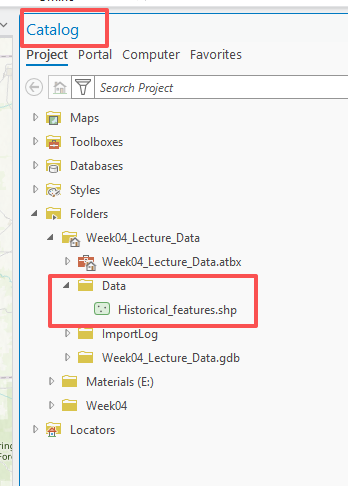 Catalog
Project Portal Computer Favorites
Search Project
Maps
Toolboxes
Databases
Styles
Folders
Week04_Lecture_Data
Week04_Lecture_Data.atbx
Data
Historical_features.shp
ImportLog
Week04_Lecture_Data.gdb
Materials (E:)
Week04
Locators